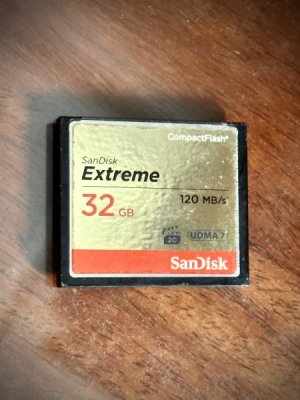 CompactFlash®
SanDisk
Extreme
32 GB
120 MB/s*
20
UDMA 7
SanDisk